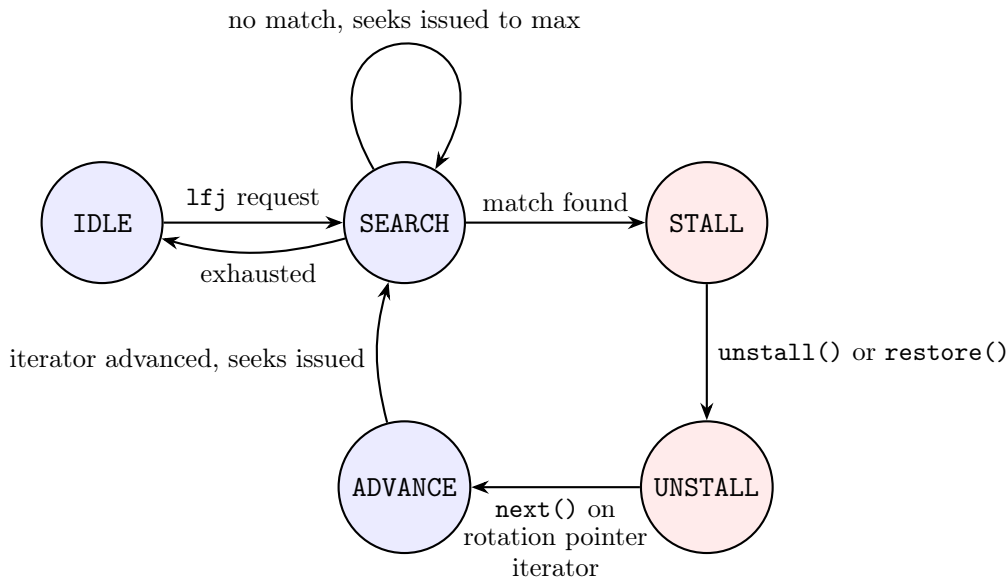 no match, seeks issued to max
IDLE
lfj request
SEARCH
match found
STALL
exhausted
iterator advanced, seeks issued
unstall() or restore()
ADVANCE
next() on
rotation pointer
iterator
UNSTALL